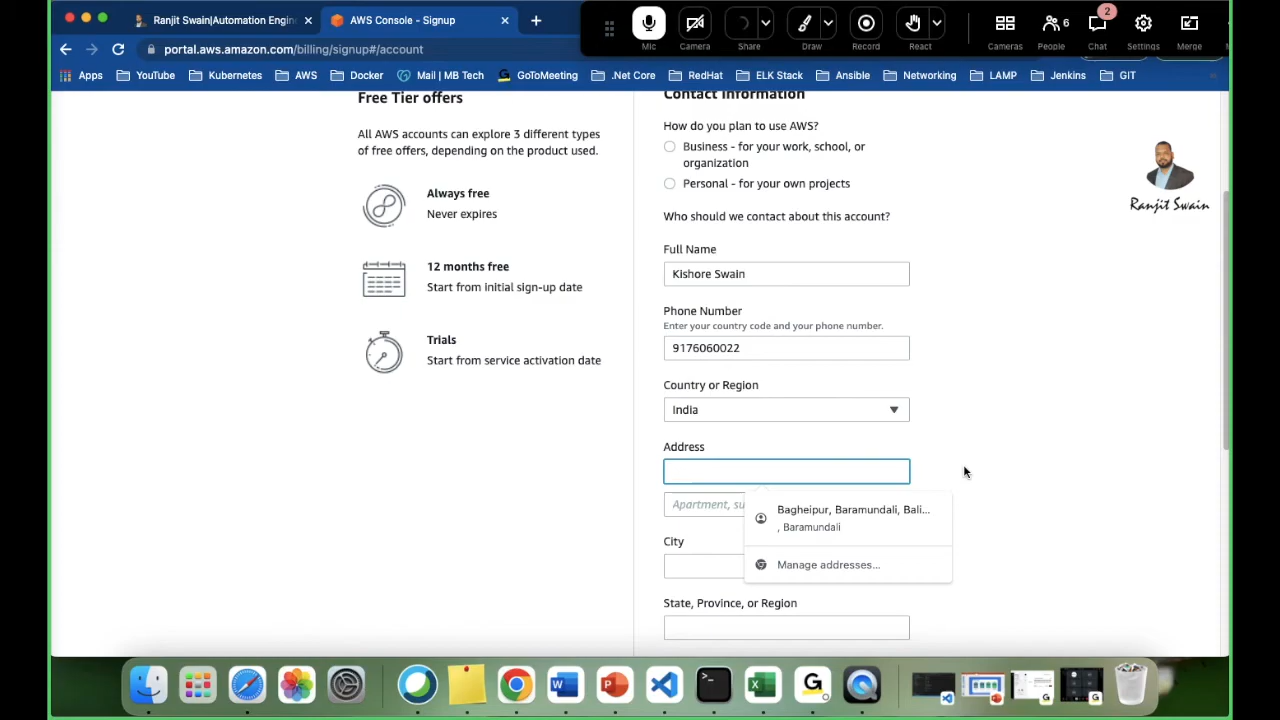 Ranjit Swain|Automation Engin
AWS Console - Signup
Mic
Camera
Share
Draw
Record
React
Cameras
6
People
2
Chat
Settings
Merge
portal.aws.amazon.com/billing/signup#/account
Apps
YouTube
Kubernetes
AWS
Docker
Mail | MB Tech
GoToMeeting
.Net Core
RedHat
ELK Stack
Ansible
Networking
LAMP
Jenkins
GIT
Free Tier offers
All AWS accounts can explore 3 different types
of free offers, depending on the product used.
Always free
Never expires
12 months free
Start from initial sign-up date
Trials
Start from service activation date
Contact Information
How do you plan to use AWS?
Business - for your work, school, or
organization
Personal - for your own projects
Who should we contact about this account?
Full Name
Kishore Swain
Phone Number
Enter your country code and your phone number.
9176060022
Country or Region
India
Address
Apartment, su
Bagheipur, Baramundali, Bali...
, Baramundali
Manage addresses...
City
State, Province, or Region
Ranjit Swain